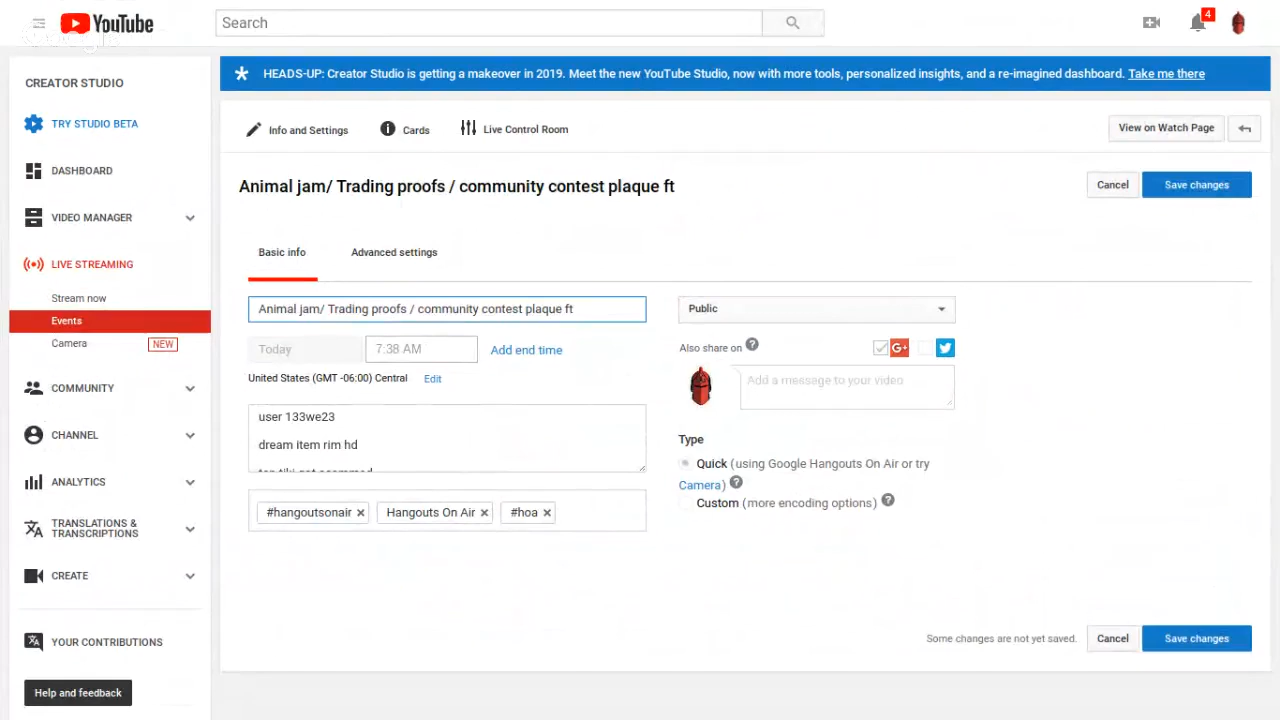 YouTube
Search
4
CREATOR STUDIO
TRY STUDIO BETA
DASHBOARD
VIDEO MANAGER
LIVE STREAMING
Stream now
Events
Camera NEW
COMMUNITY
CHANNEL
ANALYTICS
TRANSLATIONS &
TRANSCRIPTIONS
CREATE
YOUR CONTRIBUTIONS
Help and feedback
HEADS-UP: Creator Studio is getting a makeover in 2019. Meet the new YouTube Studio, now with more tools, personalized insights, and a re-imagined dashboard. Take me there
Info and Settings Cards Live Control Room View on Watch Page
Animal jam/ Trading proofs / community contest plaque ft Cancel Save changes
Basic info Advanced settings
Animal jam/ Trading proofs / community contest plaque ft
Today 7:38 AM Add end time
United States (GMT -06:00) Central Edit
user 133we23
dream item rim hd
#hangoutsonair Hangouts On Air #hoa
Public
Also share on ? G+
Add a message to your video
Type
Quick (using Google Hangouts On Air or try
Camera) ?
Custom (more encoding options) ?
Some changes are not yet saved. Cancel Save changes